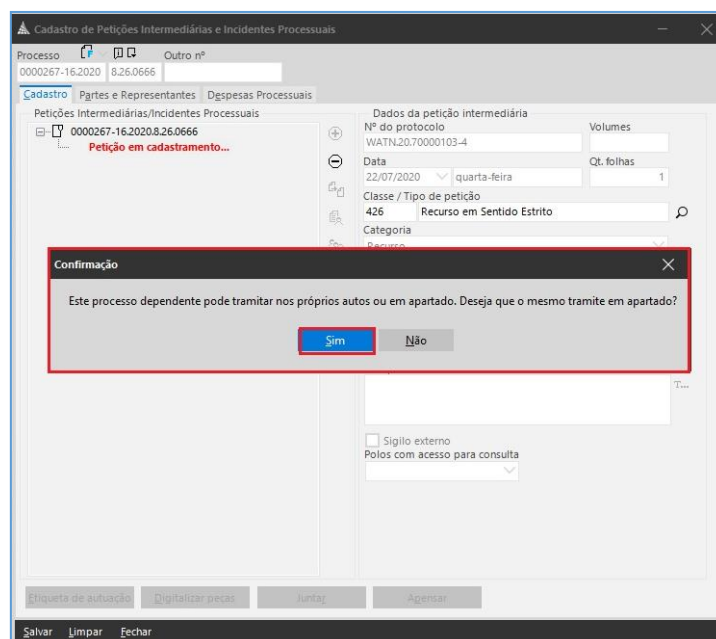 Cadastro de Petições Intermediárias e Incidentes Processuais
Processo Outro nº
0000267-16.2020 8.26.0666
Cadastro Partes e Representantes Despesas Processuais
Petições Intermediárias/Incidentes Processuais
0000267-16.2020.8.26.0666
Petição em cadastramento...
Dados da petição intermediária
Nº do protocolo Volumes
WATN.20.70000103-4
Data Qt. folhas
22/07/2020 quarta-feira 1
Classe / Tipo de petição
426 Recurso em Sentido Estrito
Categoria
Recurso
Confirmação
Este processo dependente pode tramitar nos próprios autos ou em apartado. Deseja que o mesmo tramite em apartado?
Sim Não
T...
Sigilo externo
Polos com acesso para consulta
Etiqueta de autuação Digitalizar peças Juntar Apensar
Salvar Limpar Fechar